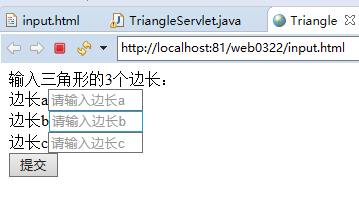 input.html TriangleServlet.java Triangle
http://localhost:81/web0322/input.html
输入三角形的3个边长：
边长a请输入边长a
边长b请输入边长b
边长c请输入边长c
提交